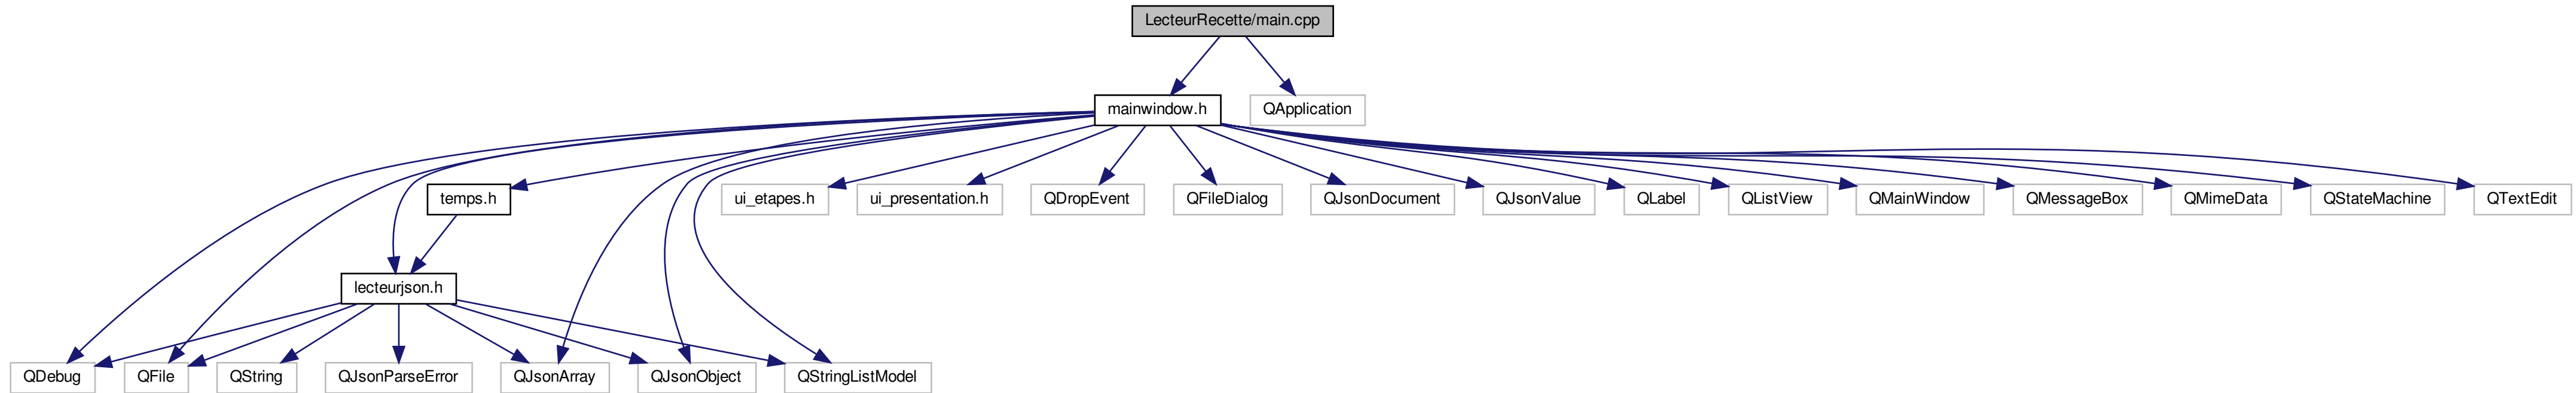 LecteurRecette/main.cpp
mainwindow.h
QApplication
temps.h
ui_etapes.h
ui_presentation.h
QDropEvent
QFileDialog
QJsonDocument
QJsonValue
QLabel
QListView
QMainWindow
QMessageBox
QMimeData
QStateMachine
QTextEdit
lecteurjson.h
QDebug
QFile
QString
QJsonParseError
QJsonArray
QJsonObject
QStringListModel